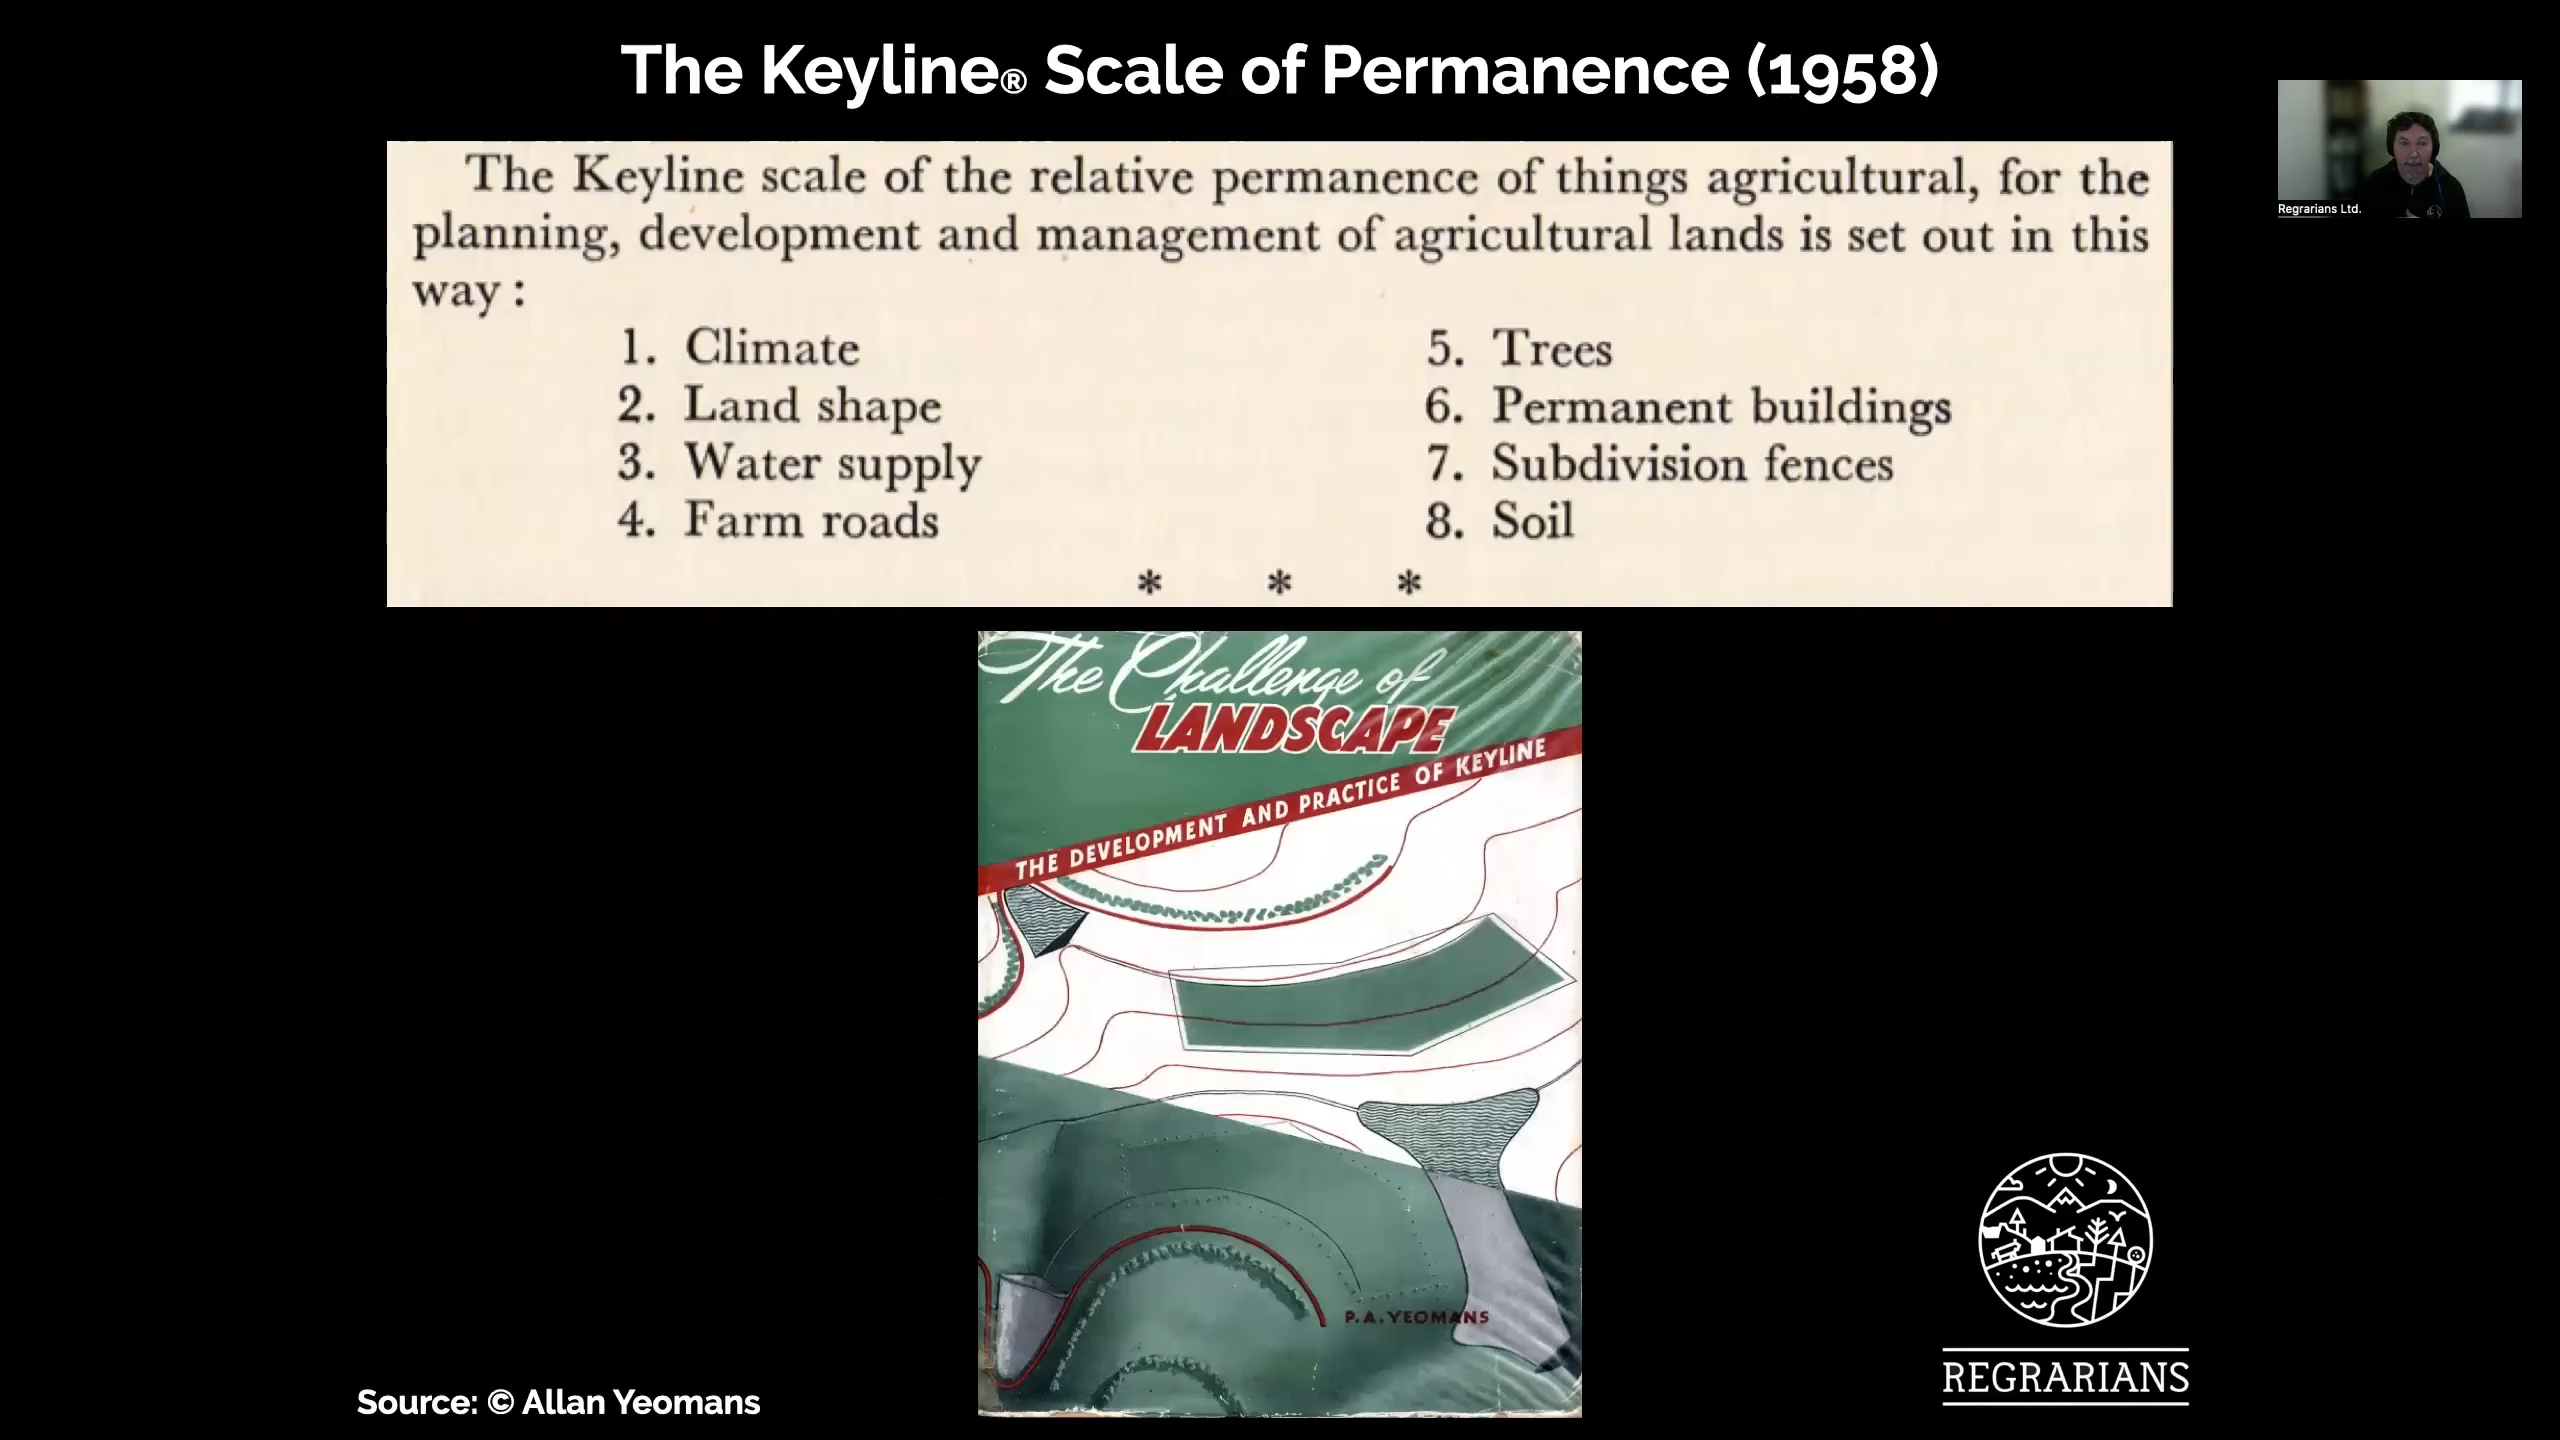 The Keyline® Scale of Permanence (1958)
Regrarians Ltd.
The Keyline scale of the relative permanence of things agricultural, for the
planning, development and management of agricultural lands is set out in this
way :
1. Climate
2. Land shape
3. Water supply
4. Farm roads
5. Trees
6. Permanent buildings
7. Subdivision fences
8. Soil
* * *
The Challenge of
LANDSCAPE
THE DEVELOPMENT AND PRACTICE OF KEYLINE
P.A. YEOMANS
Source: © Allan Yeomans
REGRARIANS